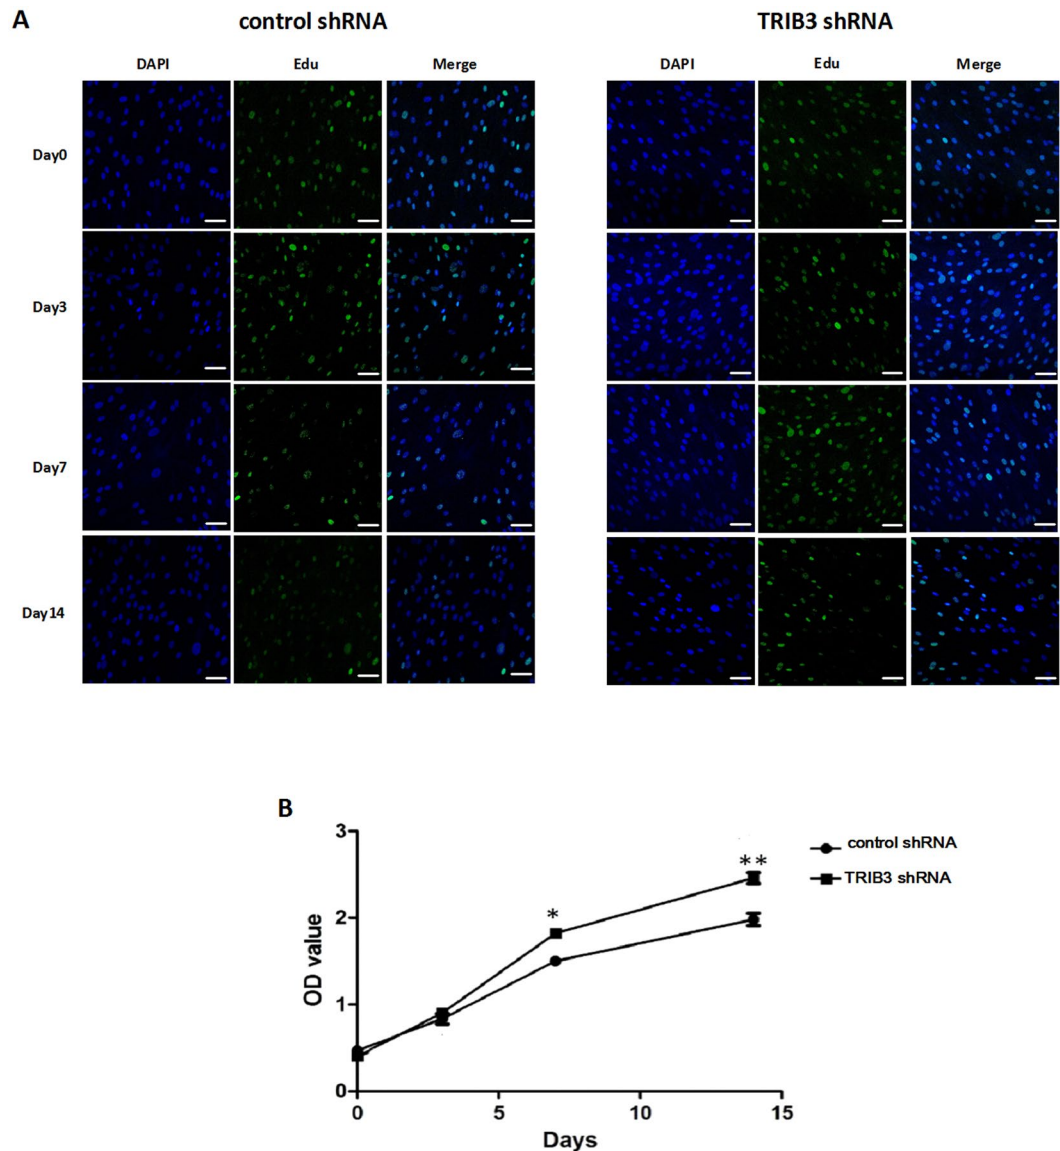 A
control shRNA
TRIB3 shRNA
DAPI Edu Merge
DAPI Edu Merge
Day0
Day3
Day7
Day14
B
3
2
1
0
OD value
*
**
control shRNA
TRIB3 shRNA
0 5 10 15
Days